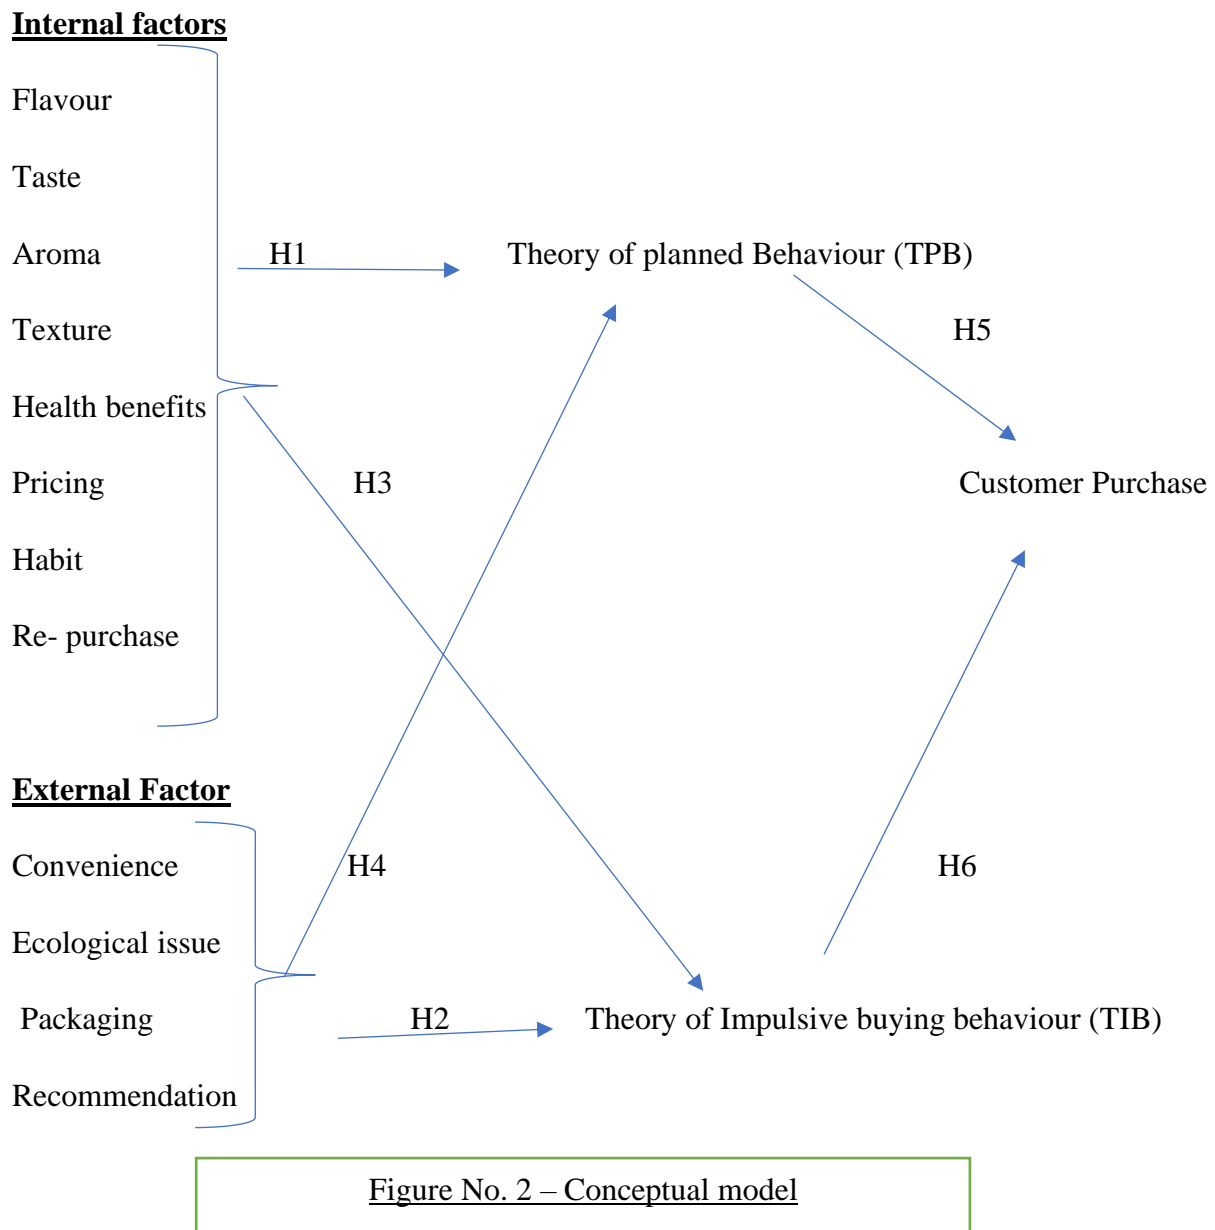 Internal factors
Flavour
Taste
Aroma H1 Theory of planned Behaviour (TPB)
Texture H5
Health benefits
Pricing H3 Customer Purchase
Habit
Re- purchase
External Factor
Convenience H4 H6
Ecological issue
Packaging H2 Theory of Impulsive buying behaviour (TIB)
Recommendation
Figure No. 2 – Conceptual model